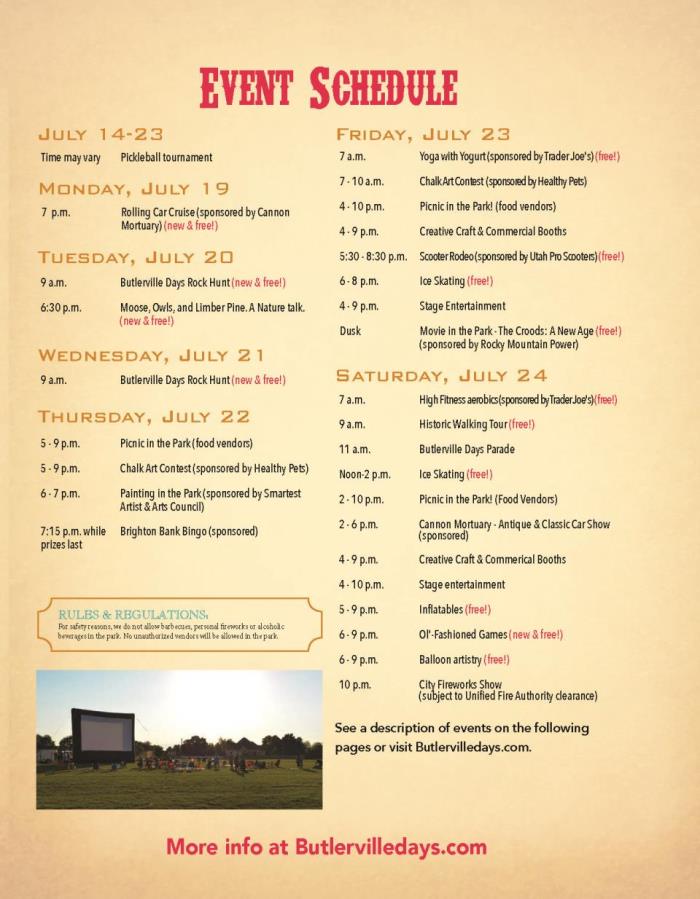 Event Schedule
July 14-23
Time may vary Pickleball tournament
Monday, July 19
7 p.m. Rolling Car Cruise (sponsored by Cannon
Mortuary) (new & free!)
Tuesday, July 20
9 a.m. Butlerville Days Rock Hunt (new & free!)
6:30 p.m. Moose, Owls, and Limber Pine. A Nature talk.
(new & free!)
Wednesday, July 21
9 a.m. Butlerville Days Rock Hunt (new & free!)
Thursday, July 22
5 - 9 p.m. Picnic in the Park (food vendors)
5 - 9 p.m. Chalk Art Contest (sponsored by Healthy Pets)
6 - 7 p.m. Painting in the Park (sponsored by Smartest
Artist & Arts Council)
7:15 p.m. while Brighton Bank Bingo (sponsored)
prizes last
RULES & REGULATIONS:
For safety reasons, we do not allow barbecues, personal fireworks or alcoholic
beverages in the park. No unauthorized vendors will be allowed in the park.
Friday, July 23
7 a.m. Yoga with Yogurt (sponsored by Trader Joe's) (free!)
7 - 10 a.m. Chalk Art Contest (sponsored by Healthy Pets)
4 - 10 p.m. Picnic in the Park! (food vendors)
4 - 9 p.m. Creative Craft & Commercial Booths
5:30 - 8:30 p.m. Scooter Rodeo (sponsored by Utah Pro Scooters) (free!)
6 - 8 p.m. Ice Skating (free!)
4 - 9 p.m. Stage Entertainment
Dusk Movie in the Park - The Croods: A New Age (free!)
(sponsored by Rocky Mountain Power)
Saturday, July 24
7 a.m. High Fitness aerobics (sponsored by Trader Joe's) (free!)
9 a.m. Historic Walking Tour (free!)
11 a.m. Butlerville Days Parade
Noon-2 p.m. Ice Skating (free!)
2 - 10 p.m. Picnic in the Park! (Food Vendors)
2 - 6 p.m. Cannon Mortuary - Antique & Classic Car Show
(sponsored)
4 - 9 p.m. Creative Craft & Commerical Booths
4 - 10 p.m. Stage entertainment
5 - 9 p.m. Inflatables (free!)
6 - 9 p.m. Ol'-Fashioned Games (new & free!)
6 - 9 p.m. Balloon artistry (free!)
10 p.m. City Fireworks Show
(subject to Unified Fire Authority clearance)
See a description of events on the following
pages or visit Butlervilledays.com.
More info at Butlervilledays.com